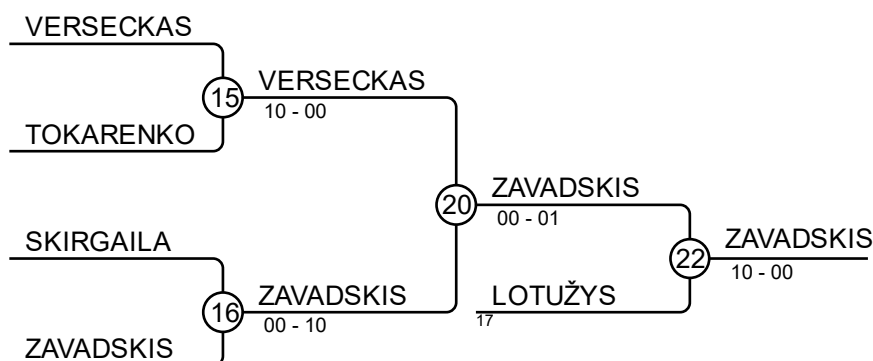 VERSECKAS
15
VERSECKAS
10 - 00
TOKARENKO
20
ZAVADSKIS
00 - 01
SKIRGAILA
22
ZAVADSKIS
10 - 00
16
ZAVADSKIS
00 - 10
LOTUŽYS
17
ZAVADSKIS